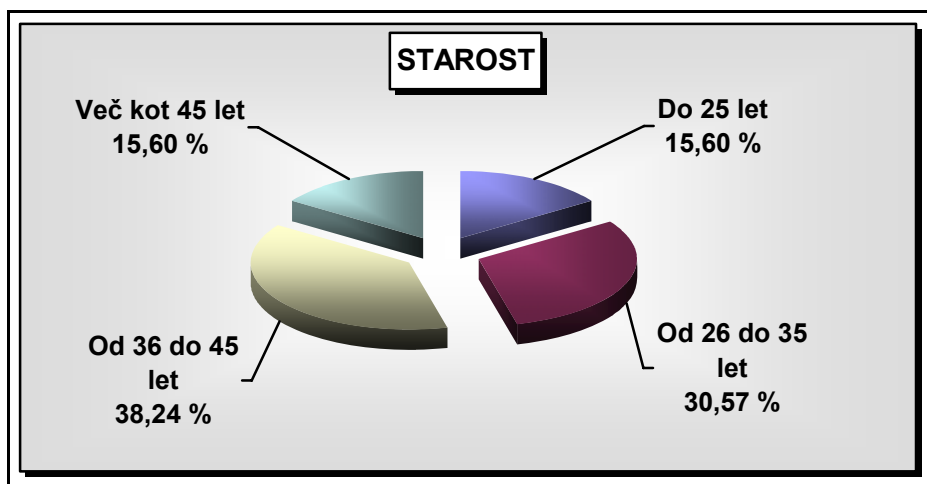 STAROST
Več kot 45 let
15,60 %
Do 25 let
15,60 %
Od 36 do 45
let
38,24 %
Od 26 do 35
let
30,57 %